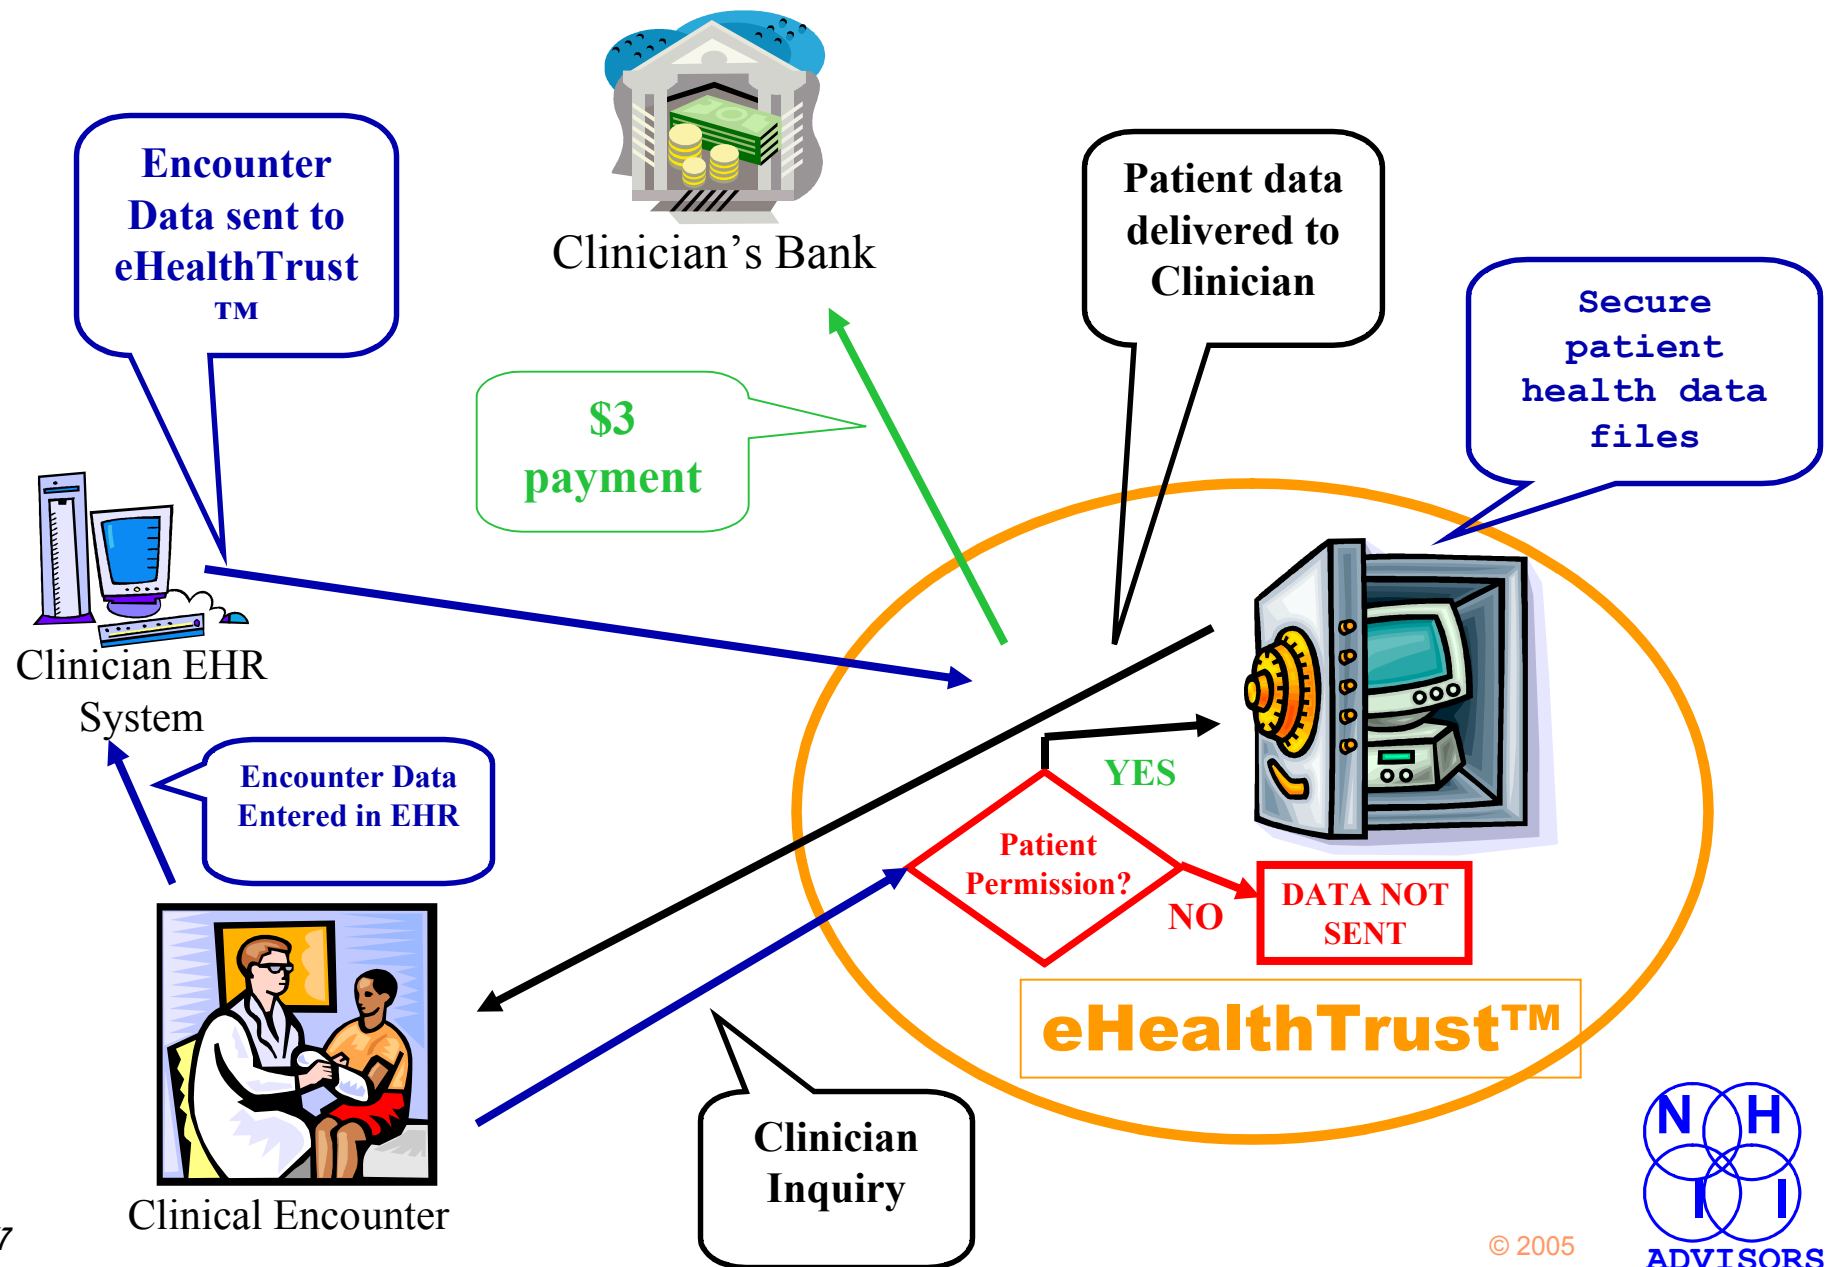 Encounter
Data sent to
eHealthTrust
TM
Clinician's Bank
Patient data
delivered to
Clinician
Secure
patient
health data
files
$3
payment
Clinician EHR
System
Encounter Data
Entered in EHR
YES
Patient
Permission?
NO
DATA NOT
SENT
eHealthTrust™
Clinician
Inquiry
Clinical Encounter
7
© 2005
N H
I I
ADVISORS